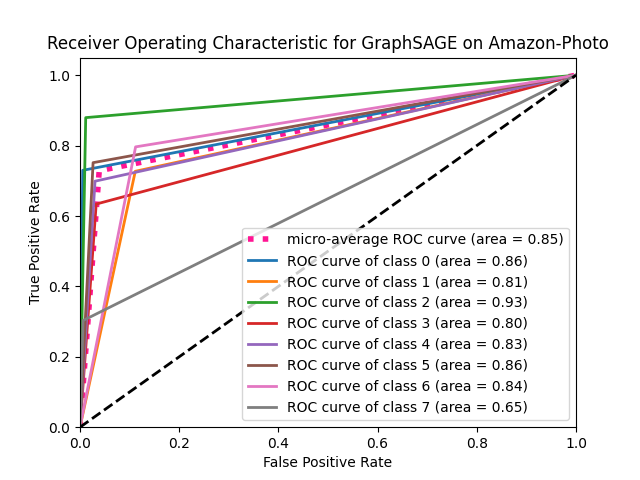 Receiver Operating Characteristic for GraphSAGE on Amazon-Photo
1.0
0.8
0.6
0.4
0.2
0.0
True Positive Rate
micro-average ROC curve (area = 0.85)
ROC curve of class 0 (area = 0.86)
ROC curve of class 1 (area = 0.81)
ROC curve of class 2 (area = 0.93)
ROC curve of class 3 (area = 0.80)
ROC curve of class 4 (area = 0.83)
ROC curve of class 5 (area = 0.86)
ROC curve of class 6 (area = 0.84)
ROC curve of class 7 (area = 0.65)
0.0 0.2 0.4 0.6 0.8 1.0
False Positive Rate